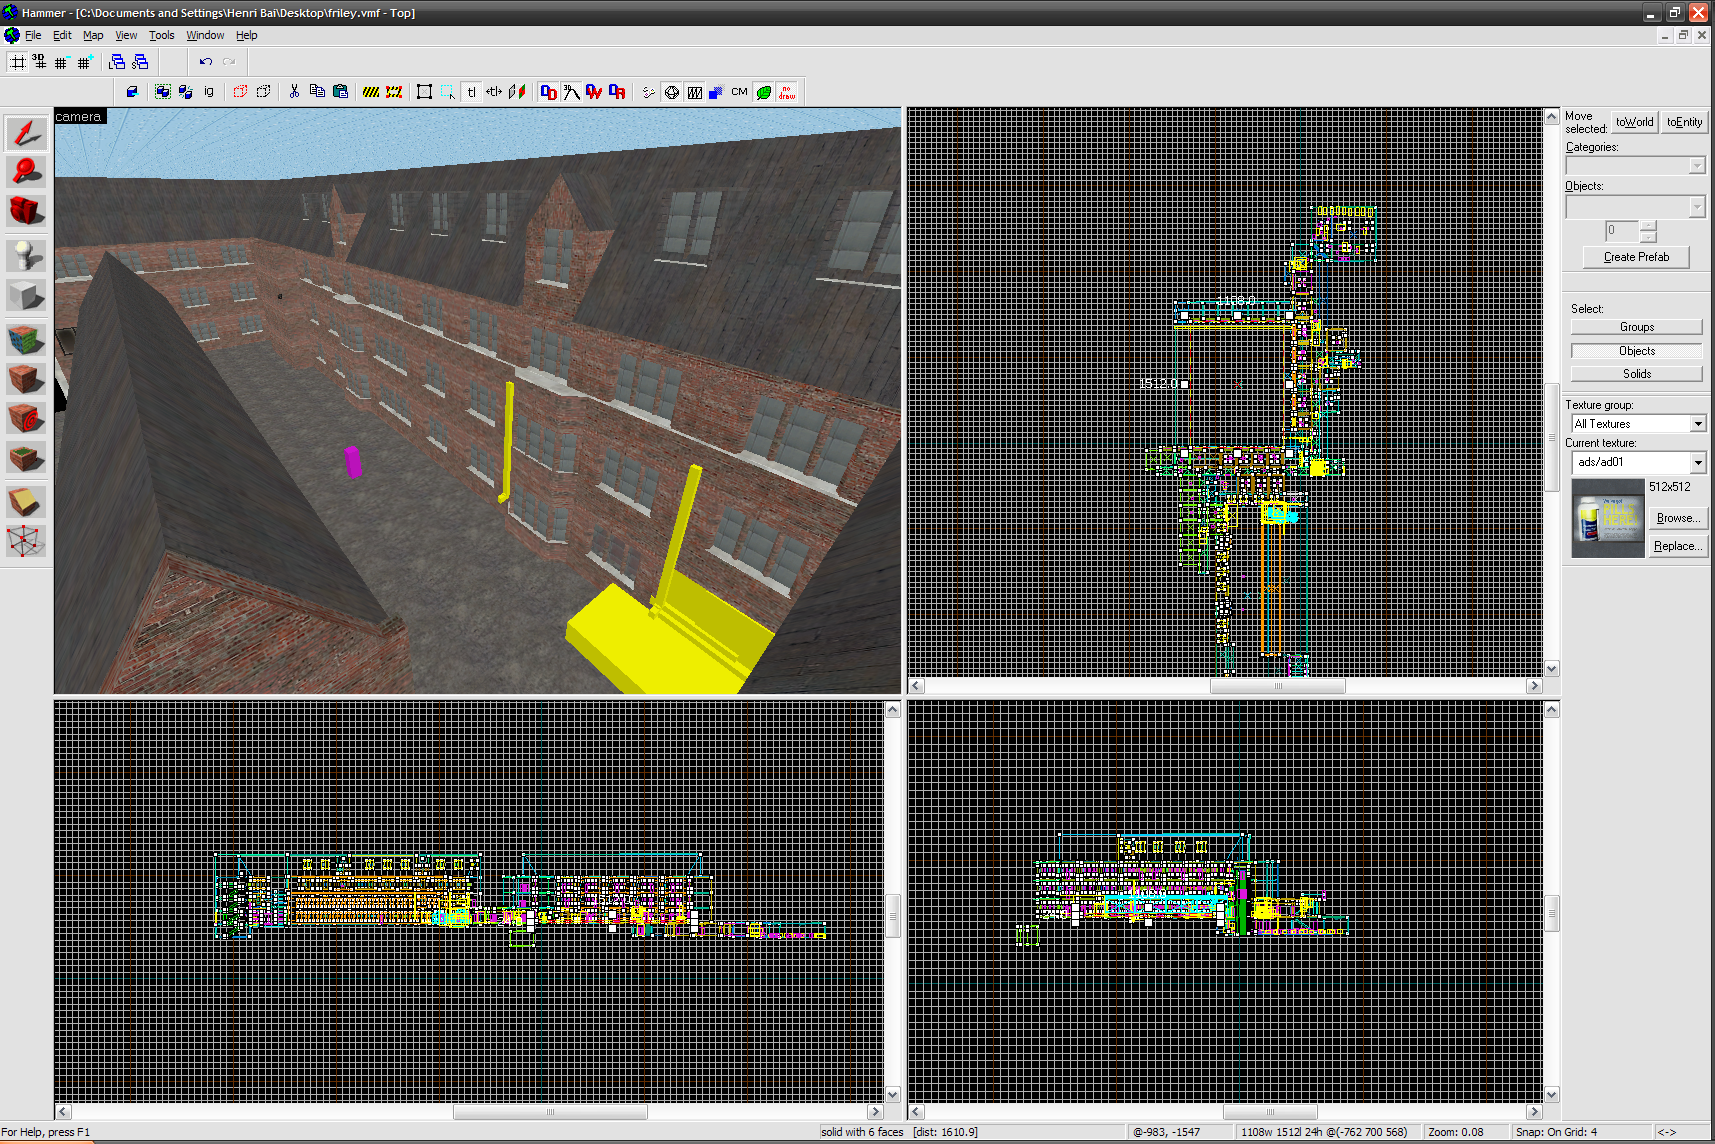 Hammer - [C:\Documents and Settings\Henri Bai\Desktop\friley.vmf - Top]
File Edit Map View Tools Window Help
3D
ig tl +tl+ CM no draw
camera
Move selected: toWorld toEntity
Categories:
Objects:
0
Create Prefab
Select:
Groups
Objects
Solids
Texture group:
All Textures
Current texture:
ads/ad01
512x512
PILLS
HERE!
Browse...
Replace...
1108.0
1512.0
For Help, press F1
solid with 6 faces [dist: 1610.9]
@-983, -1547
1108w 1512l 24h @(-762 700 568)
Zoom: 0.08
Snap: On Grid: 4
<->